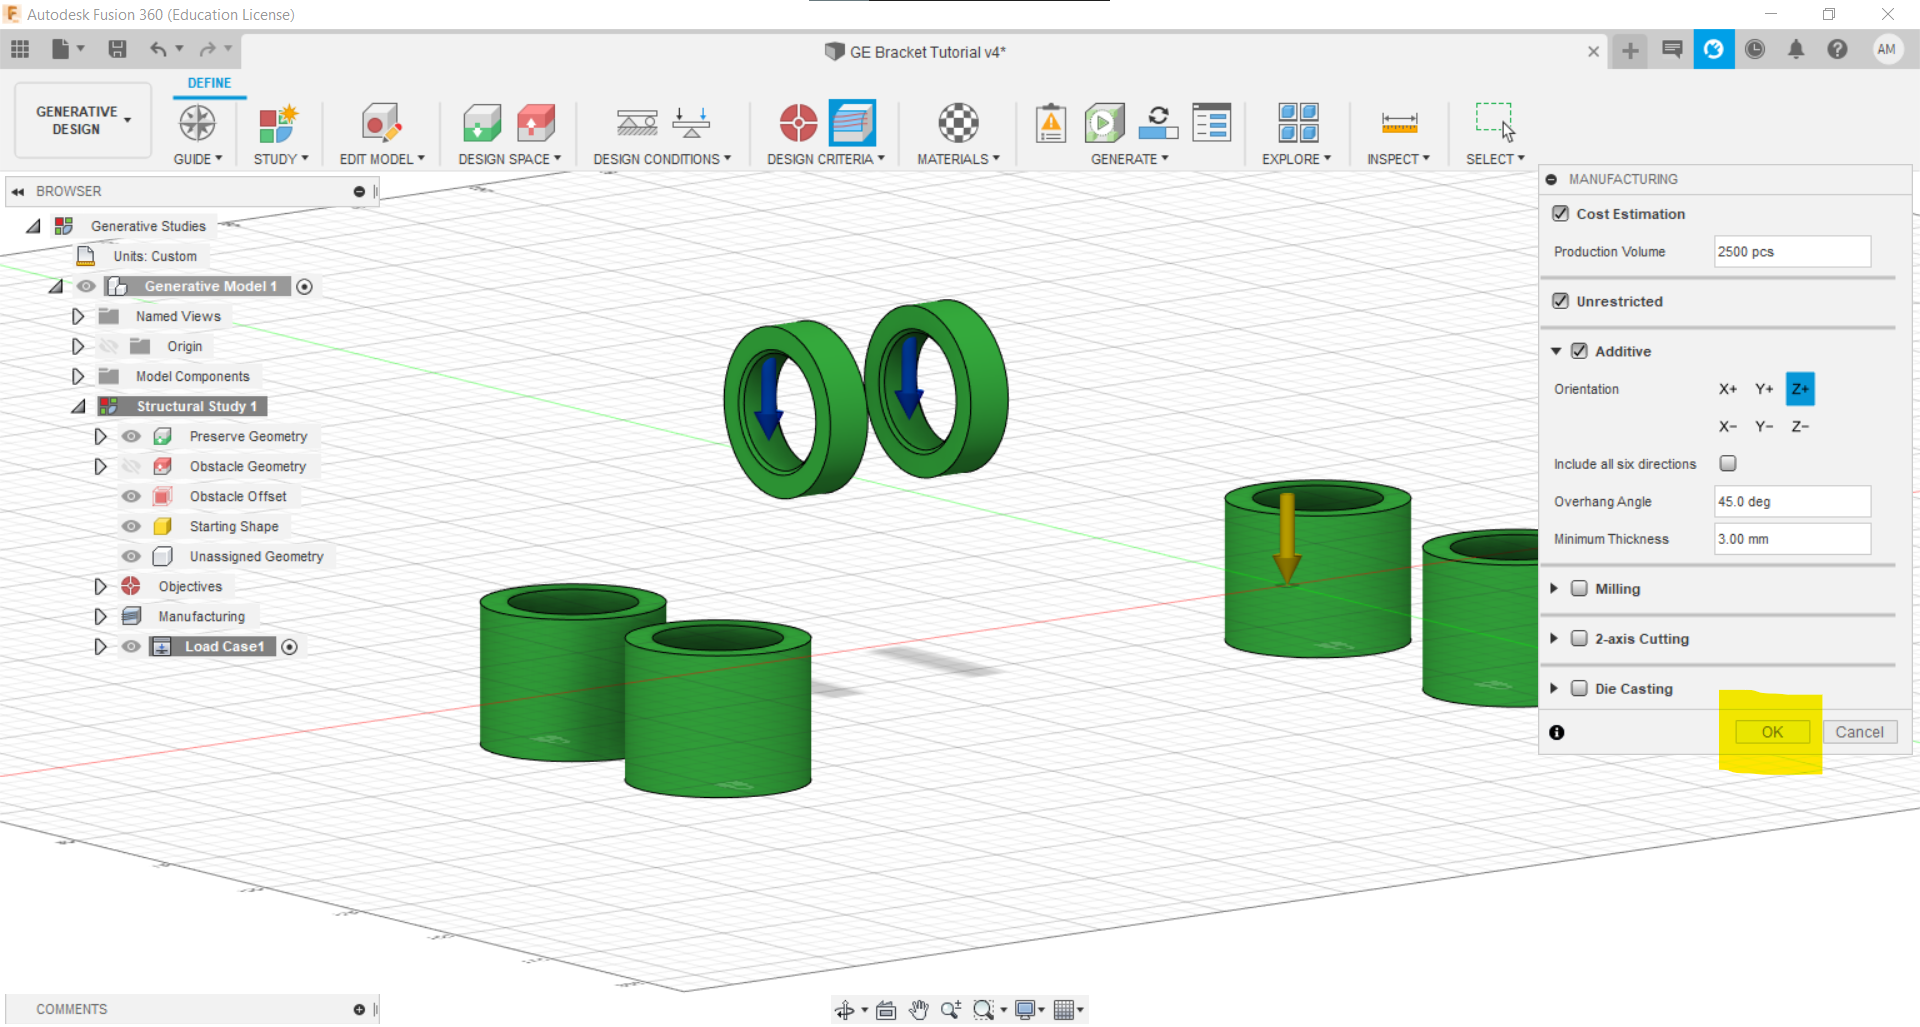 Autodesk Fusion 360 (Education License)
GE Bracket Tutorial v4*
AM
DEFINE
GENERATIVE
DESIGN
GUIDE
STUDY
EDIT MODEL
DESIGN SPACE
DESIGN CONDITIONS
DESIGN CRITERIA
MATERIALS
GENERATE
EXPLORE
INSPECT
SELECT
BROWSER
Generative Studies
Units: Custom
Generative Model 1
Named Views
Origin
Model Components
Structural Study 1
Preserve Geometry
Obstacle Geometry
Obstacle Offset
Starting Shape
Unassigned Geometry
Objectives
Manufacturing
Load Case1
MANUFACTURING
Cost Estimation
Production Volume 2500 pcs
Unrestricted
Additive
Orientation X+ Y+ Z+
X- Y- Z-
Include all six directions
Overhang Angle 45.0 deg
Minimum Thickness 3.00 mm
Milling
2-axis Cutting
Die Casting
OK Cancel
COMMENTS